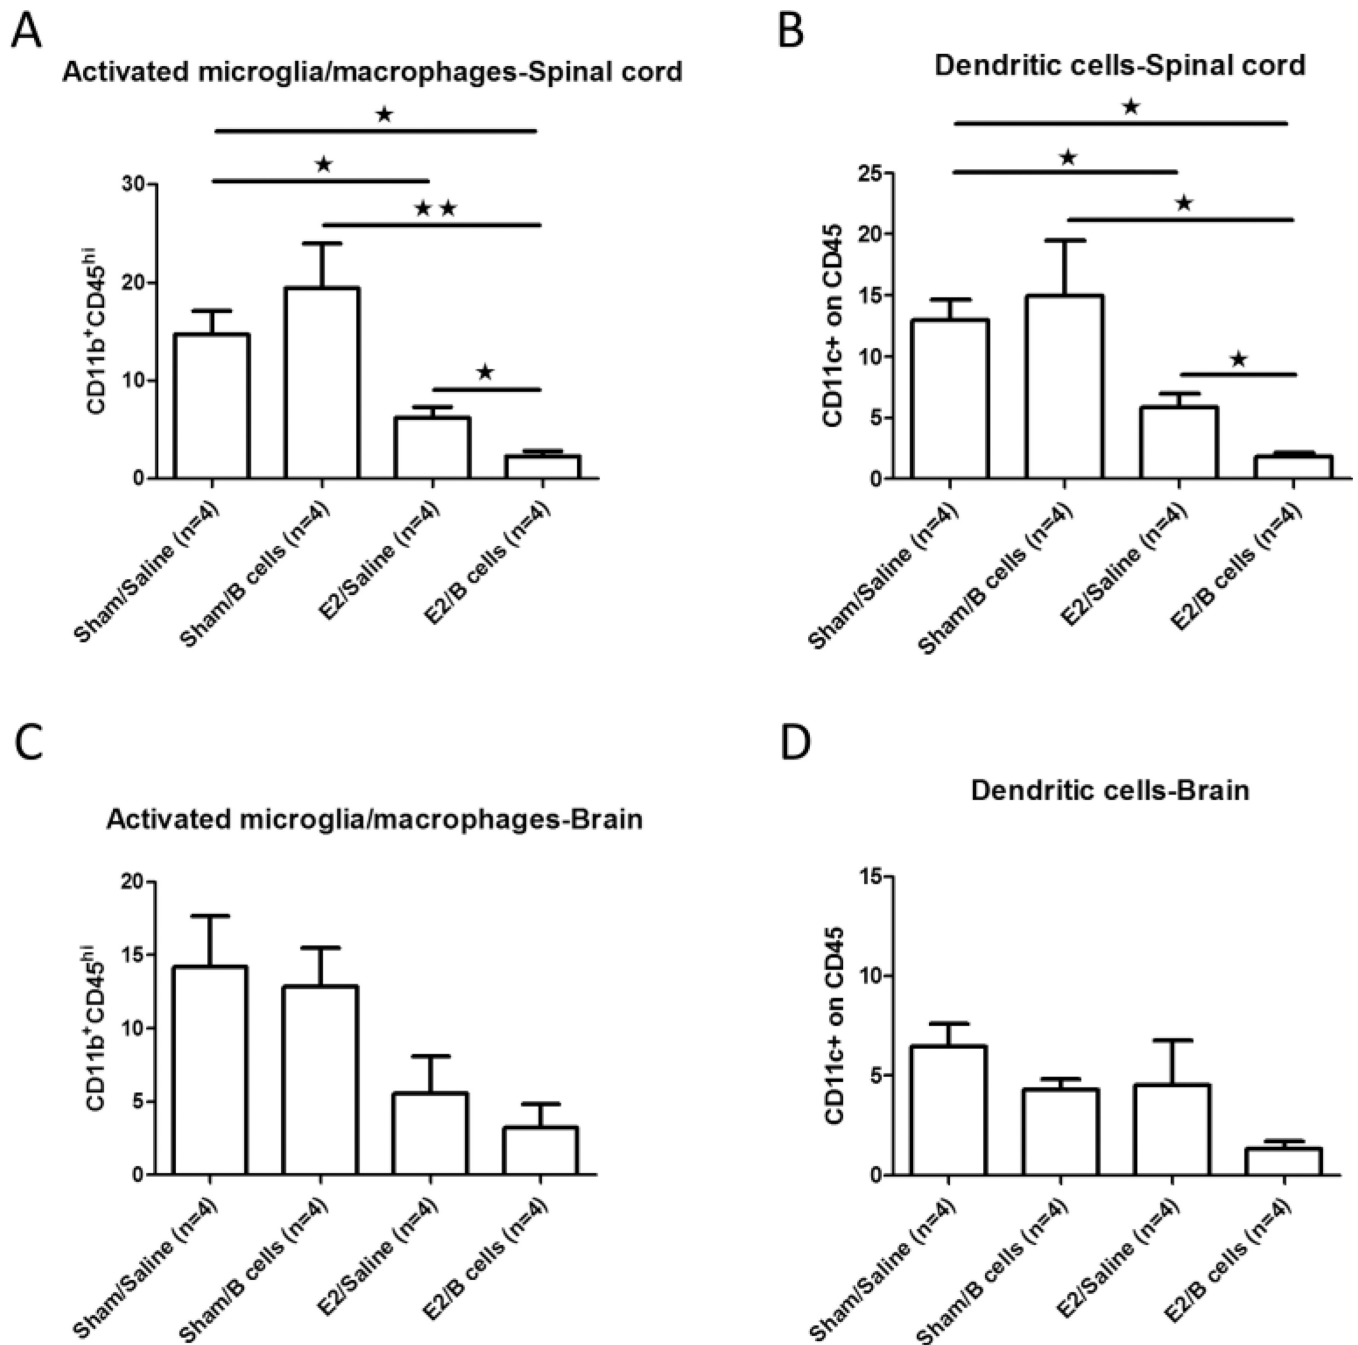 A
Activated microglia/macrophages-Spinal cord
★
★
★★
★
CD11b+CD45hi
30
20
10
0
Sham/Saline (n=4)
Sham/B cells (n=4)
E2/Saline (n=4)
E2/B cells (n=4)
B
Dendritic cells-Spinal cord
★
★
★
★
CD11c+ on CD45
25
20
15
10
5
0
Sham/Saline (n=4)
Sham/B cells (n=4)
E2/Saline (n=4)
E2/B cells (n=4)
C
Activated microglia/macrophages-Brain
CD11b+CD45hi
20
15
10
5
0
Sham/Saline (n=4)
Sham/B cells (n=4)
E2/Saline (n=4)
E2/B cells (n=4)
D
Dendritic cells-Brain
CD11c+ on CD45
15
10
5
0
Sham/Saline (n=4)
Sham/B cells (n=4)
E2/Saline (n=4)
E2/B cells (n=4)